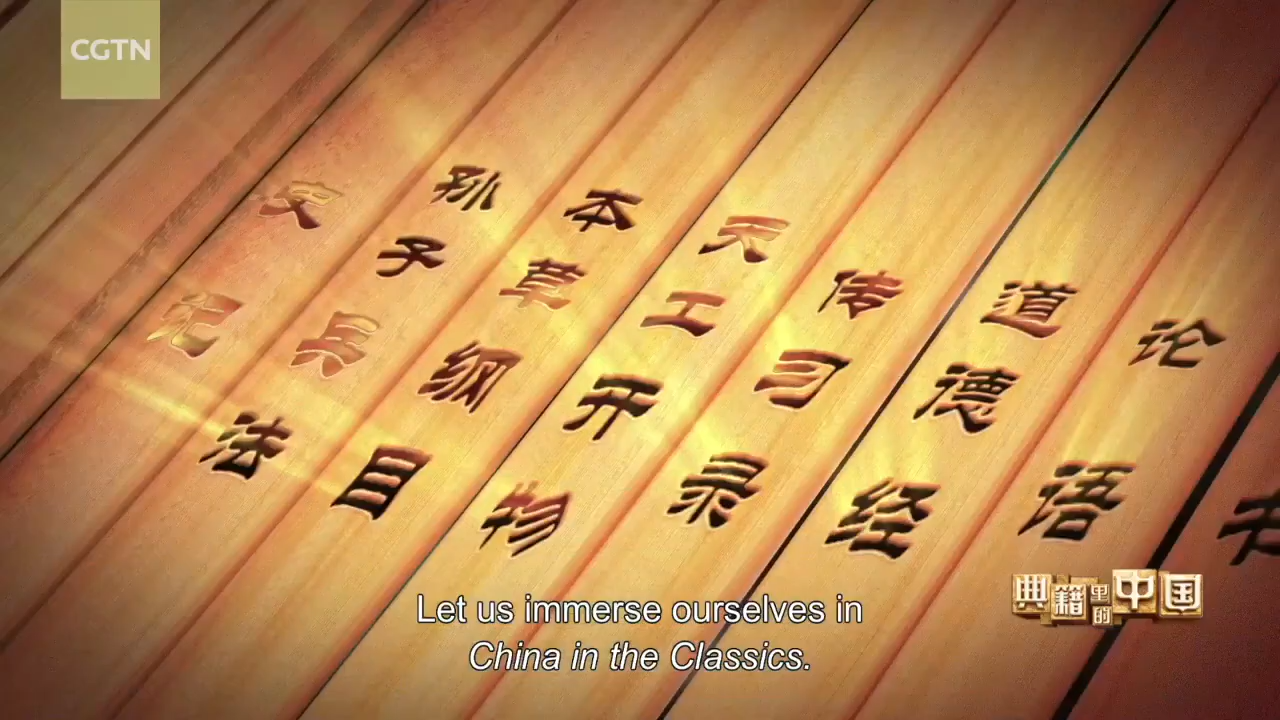 CGTN
书
论语
道德经
传习录
天工开物
本草纲目
孙子兵法
史记
典籍里的中国
Let us immerse ourselves in
China in the Classics.